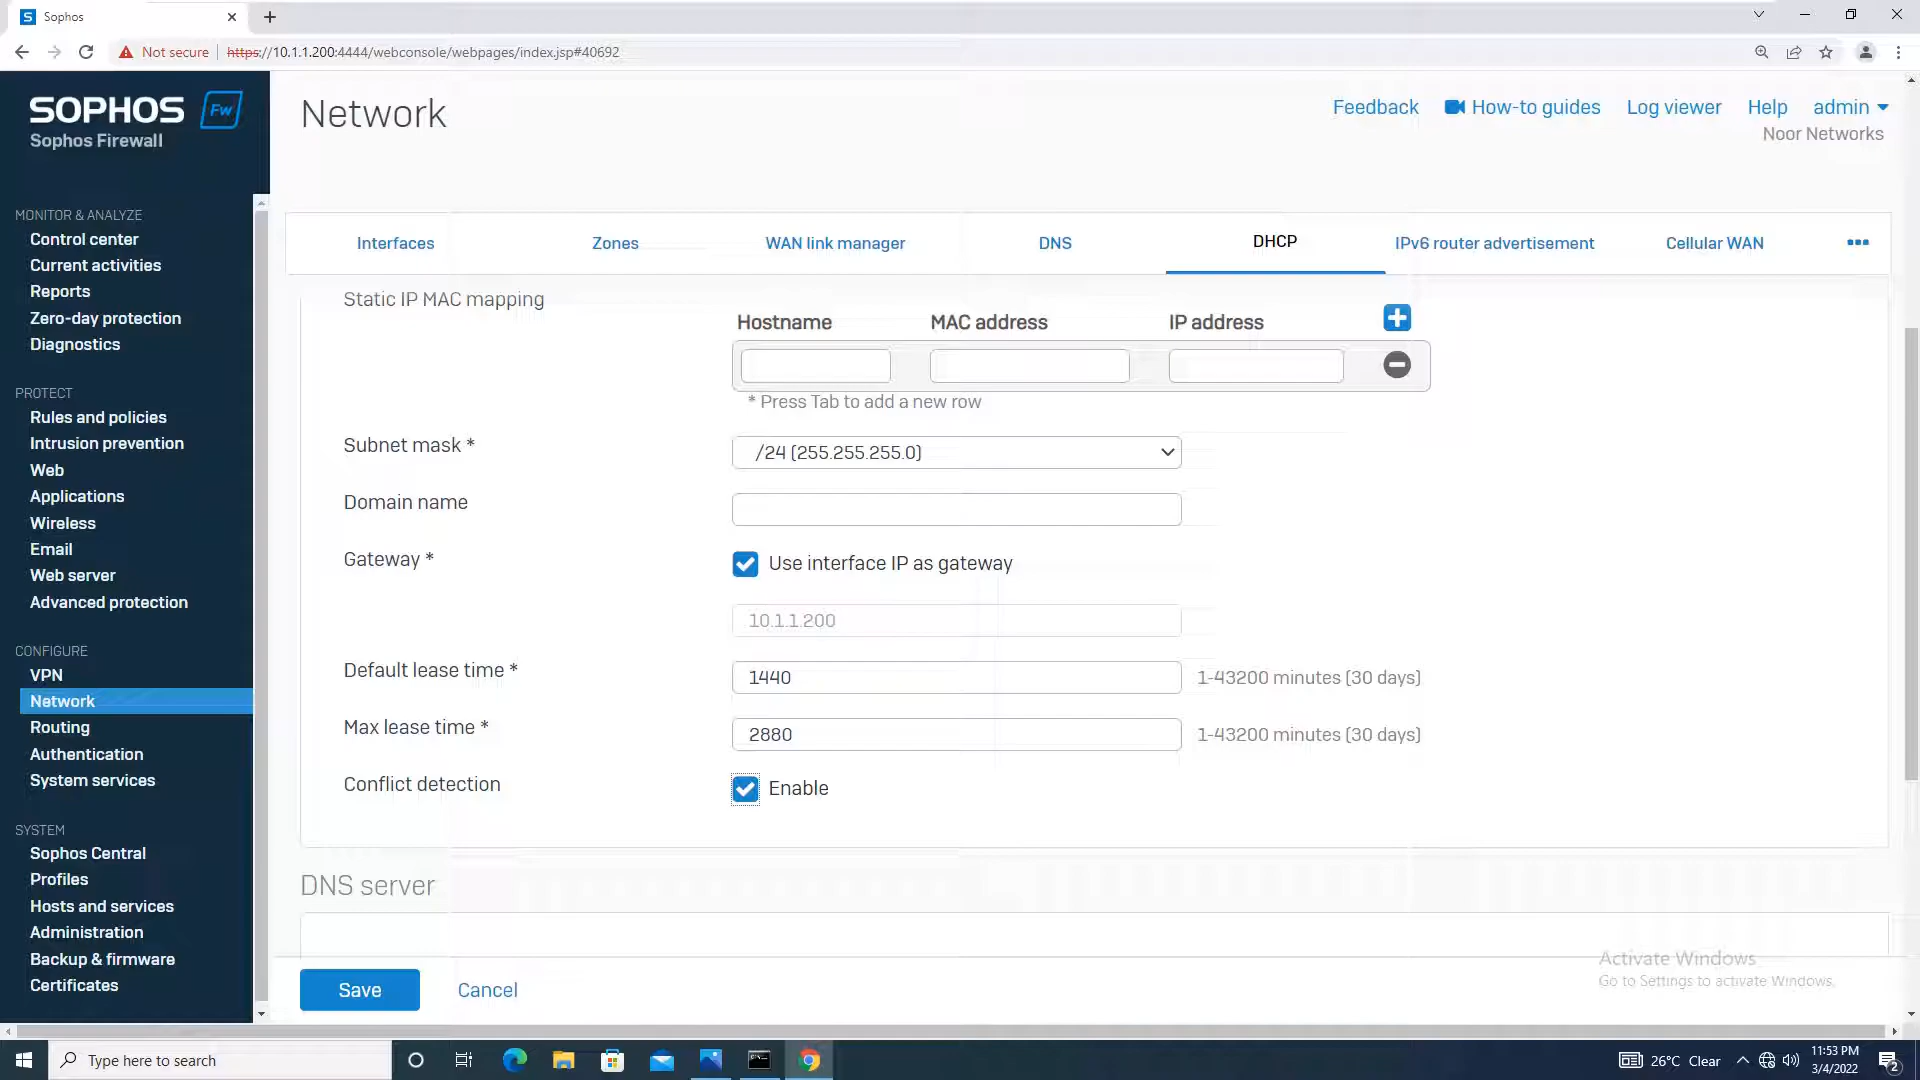 Sophos
Not secure
https://10.1.1.200:4444/webconsole/webpages/index.jsp#40692
SOPHOS Fw
Sophos Firewall
Network
Feedback How-to guides Log viewer Help admin
Noor Networks
MONITOR & ANALYZE
Control center
Current activities
Reports
Zero-day protection
Diagnostics
PROTECT
Rules and policies
Intrusion prevention
Web
Applications
Wireless
Email
Web server
Advanced protection
CONFIGURE
VPN
Network
Routing
Authentication
System services
SYSTEM
Sophos Central
Profiles
Hosts and services
Administration
Backup & firmware
Certificates
Interfaces Zones WAN link manager DNS DHCP IPv6 router advertisement Cellular WAN
Static IP MAC mapping
Hostname MAC address IP address
* Press Tab to add a new row
Subnet mask * /24 (255.255.255.0)
Domain name
Gateway * Use interface IP as gateway
10.1.1.200
Default lease time * 1440 1-43200 minutes (30 days)
Max lease time * 2880 1-43200 minutes (30 days)
Conflict detection Enable
DNS server
Save Cancel
Activate Windows
Go to Settings to activate Windows.
Type here to search
26°C Clear
11:53 PM
3/4/2022
2